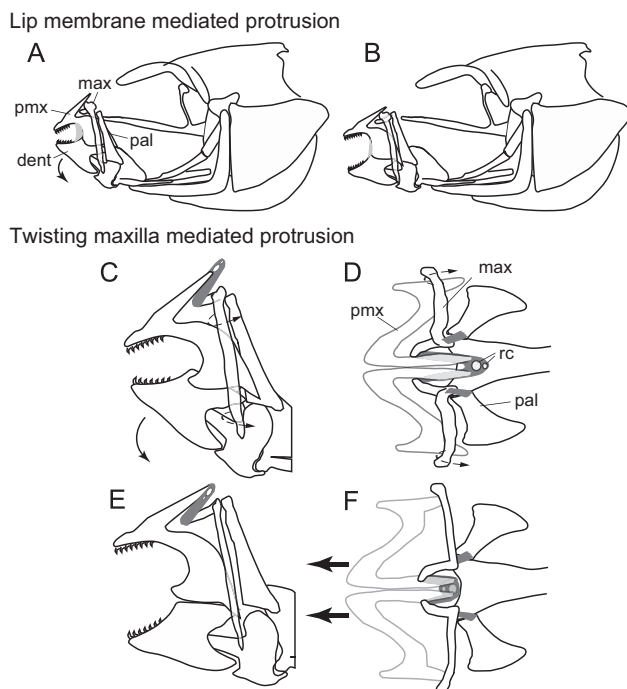 Lip membrane mediated protrusion
A
B
max
pmx
pal
dent
Twisting maxilla mediated protrusion
C
D
max
pmx
rc
pal
E
F